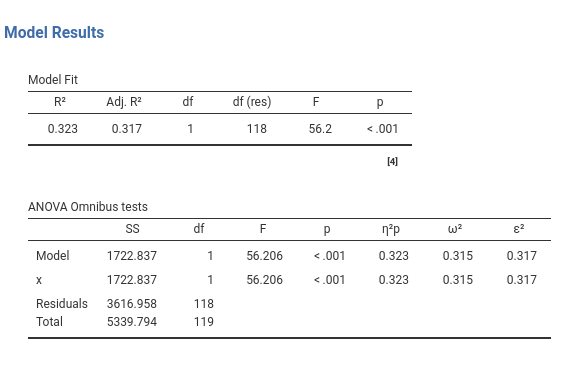 Model Results
Model Fit
R² Adj. R² df df (res) F p
0.323 0.317 1 118 56.2 < .001
[4]
ANOVA Omnibus tests
SS df F p η²p ω² ε²
Model 1722.837 1 56.206 < .001 0.323 0.315 0.317
x 1722.837 1 56.206 < .001 0.323 0.315 0.317
Residuals 3616.958 118
Total 5339.794 119